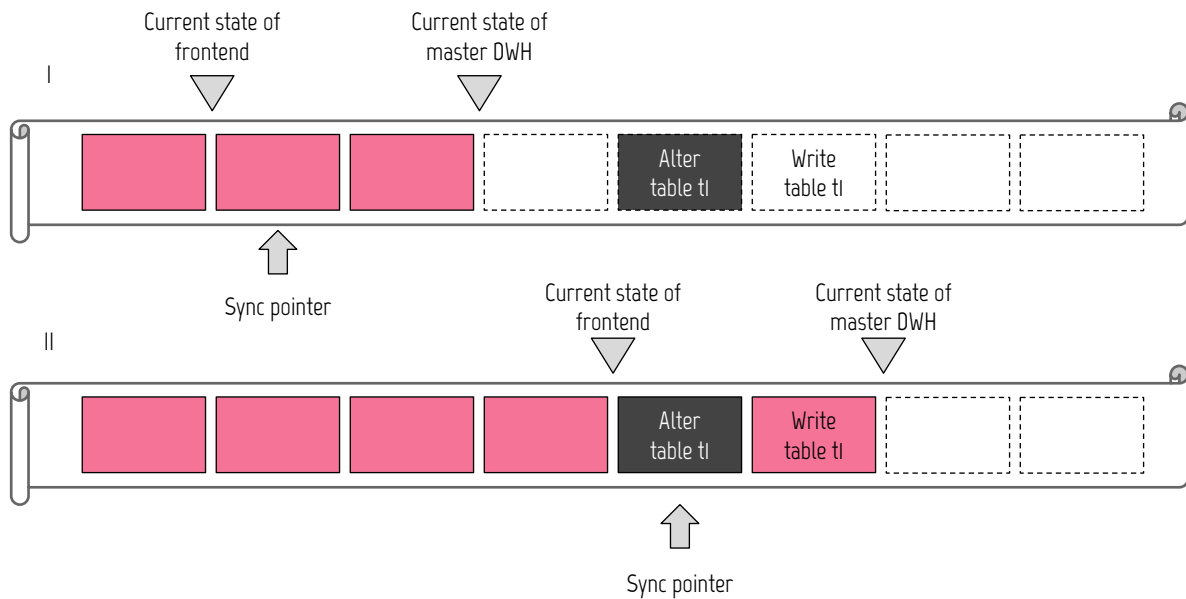 Current state of
frontend
Current state of
master DWH
I
Alter
table t1
Write
table t1
Sync pointer
Current state of
frontend
Current state of
master DWH
II
Alter
table t1
Write
table t1
Sync pointer